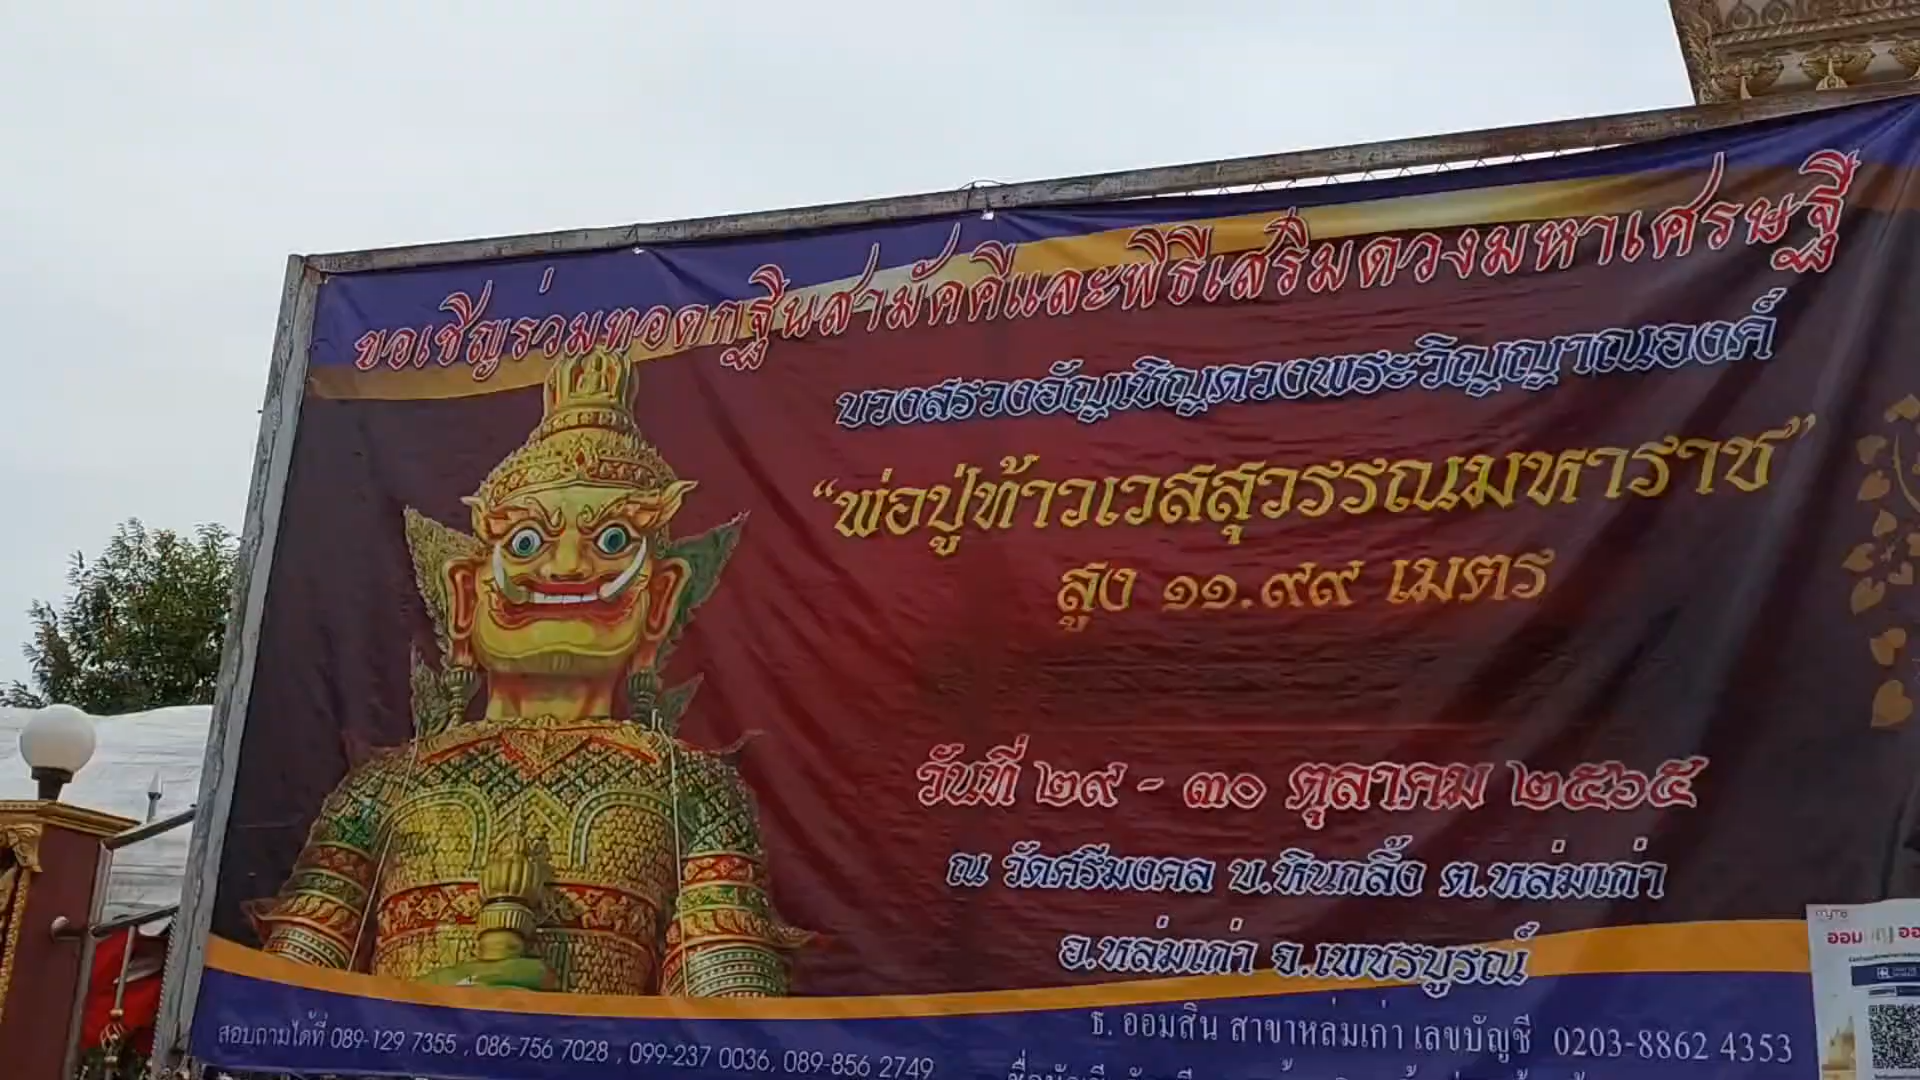 ขอเชิญร่วมทอดกฐินสามัคคีและพิธีเสริมดวงมหาเศรษฐี
บวงสรวงอัญเชิญดวงพระวิญญาณองค์
“พ่อปู่ท้าวเวสสุวรรณมหาราช”
สูง ๑๑.๙๙ เมตร
วันที่ ๒๙ - ๓๐ ตุลาคม ๒๕๖๕
ณ วัดศรีมงคล บ.หินกลิ้ง ต.หล่มเก่า
อ.หล่มเก่า จ.เพชรบูรณ์
ธ. ออมสิน สาขาหล่มเก่า เลขบัญชี 0203-8862 4353
สอบถามได้ที่ 089-129 7355 , 086-756 7028 , 099-237 0036, 089-856 2749
ชื่อบัญชี